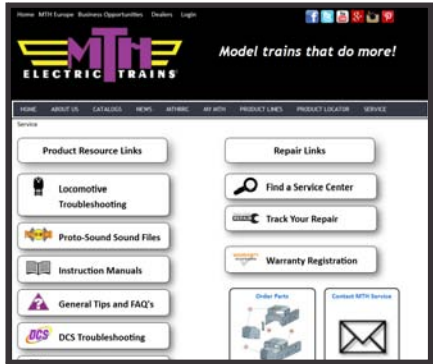 Home MTH Europe Business Opportunities Dealers Login
MTH
ELECTRIC TRAINS
Model trains that do more!
HOME ABOUT US CATALOGS NEWS MTHRRC MY MTH PRODUCT LINES PRODUCT LOCATOR SERVICE
Service
Product Resource Links
Locomotive
Troubleshooting
Proto-Sound Sound Files
Instruction Manuals
General Tips and FAQ's
DCS DCS Troubleshooting
Repair Links
Find a Service Center
REPAIR Track Your Repair
Warranty Registration
Order Parts
Contact MTH Service